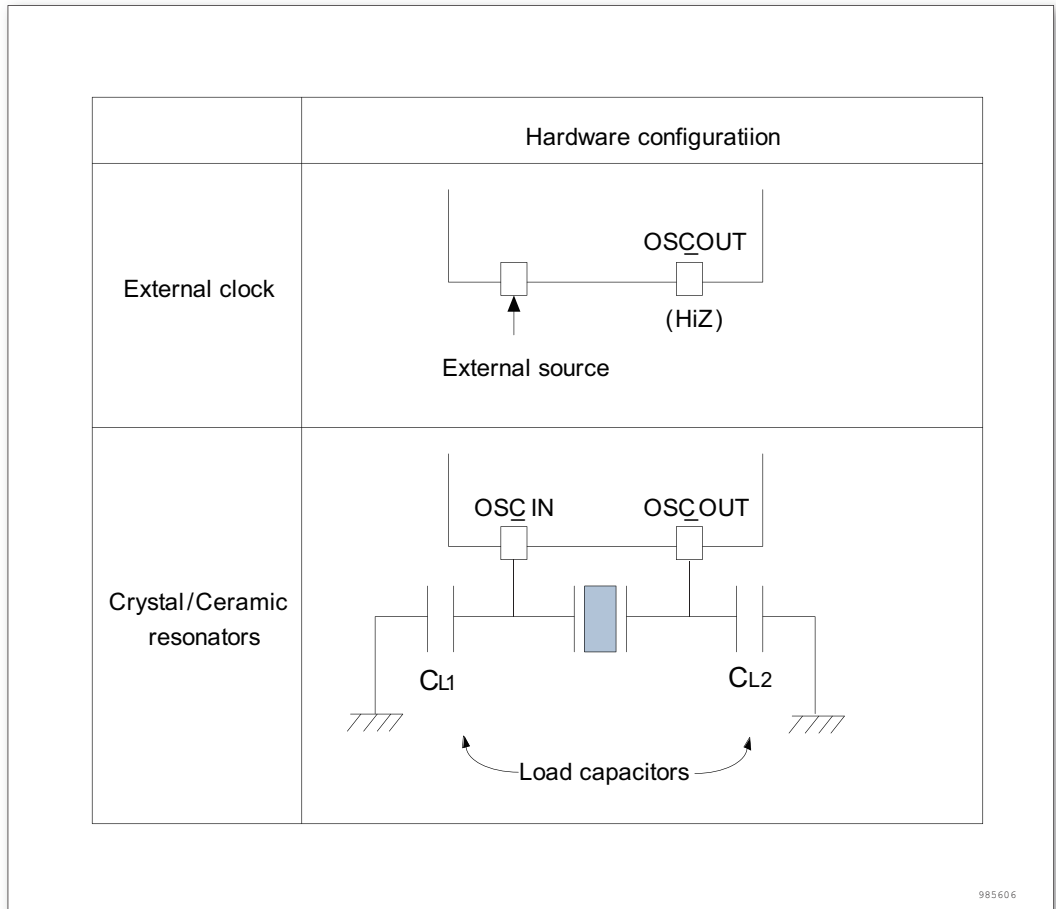 Hardware configuratiion
External clock
OSCOUT
(HiZ)
External source
OSC IN
OSC OUT
Crystal/Ceramic
resonators
CL1
CL2
Load capacitors
985606